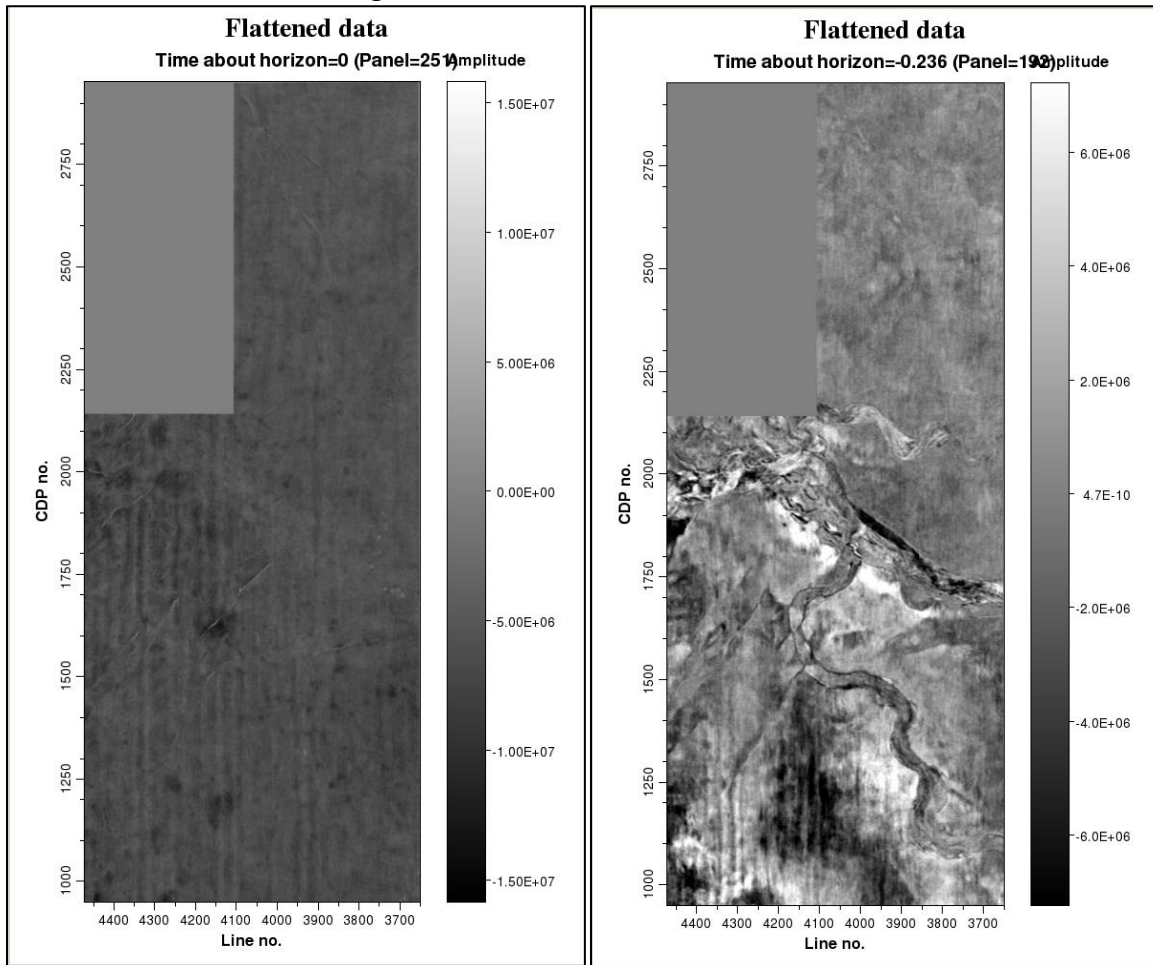 Flattened data
Time about horizon=0 (Panel=251)
Amplitude
1.50E+07
1.00E+07
5.00E+06
0.00E+00
-5.00E+06
-1.00E+07
-1.50E+07
2750
2500
2250
2000
1750
1500
1250
1000
CDP no.
4400 4300 4200 4100 4000 3900 3800 3700
Line no.
Flattened data
Time about horizon=-0.236 (Panel=192)
Amplitude
6.0E+06
4.0E+06
2.0E+06
4.7E-10
-2.0E+06
-4.0E+06
-6.0E+06
2750
2500
2250
2000
1750
1500
1250
1000
CDP no.
4400 4300 4200 4100 4000 3900 3800 3700
Line no.